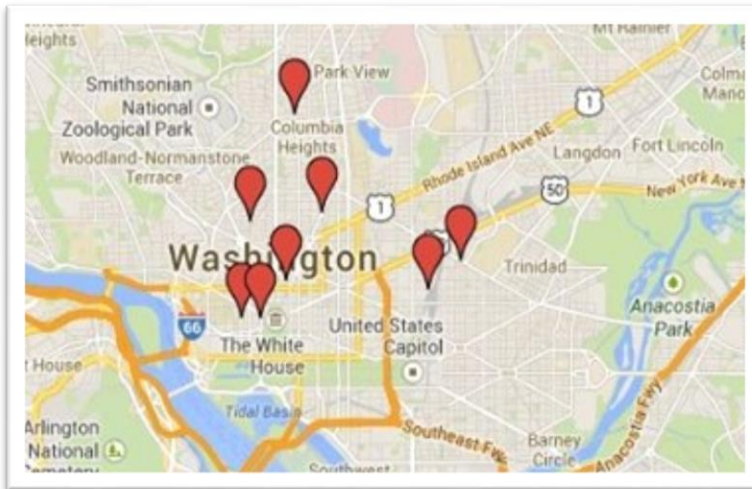 Heights
Mt Rainier
Park View
Smithsonian
National
Zoological Park
1
Columbia
Heights
Rhode Island Ave NE
Langdon
Fort Lincoln
Woodland-Normanstone
Terrace
50
New York Ave
1
Washington
Trinidad
66
The White
House
United States
Capitol
Anacostia
Park
House
Tidal Basin
Arlington
National
Southeast Fwy
Barney
Circle
Anacostia Fwy
Southwest